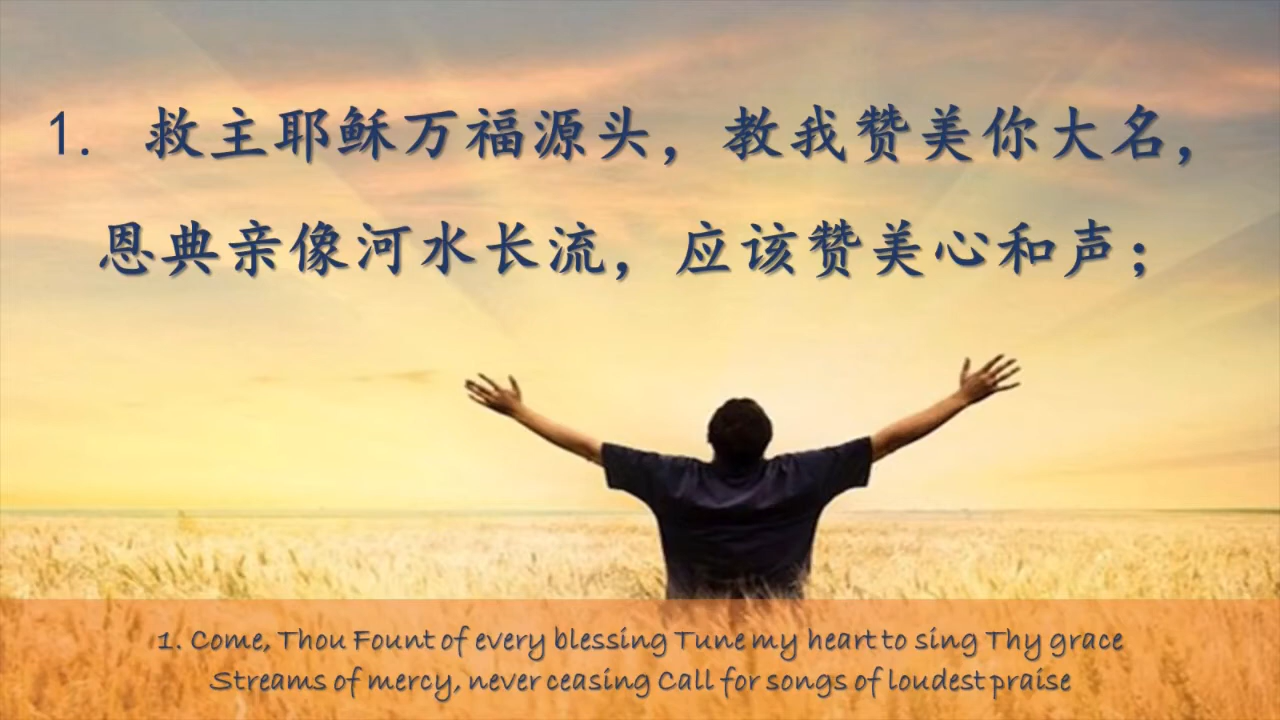 1. 救主耶稣万福源头，教我赞美你大名，
恩典亲像河水长流，应该赞美心和声；
1. Come, Thou Fount of every blessing Tune my heart to sing Thy grace
Streams of mercy, never ceasing Call for songs of loudest praise